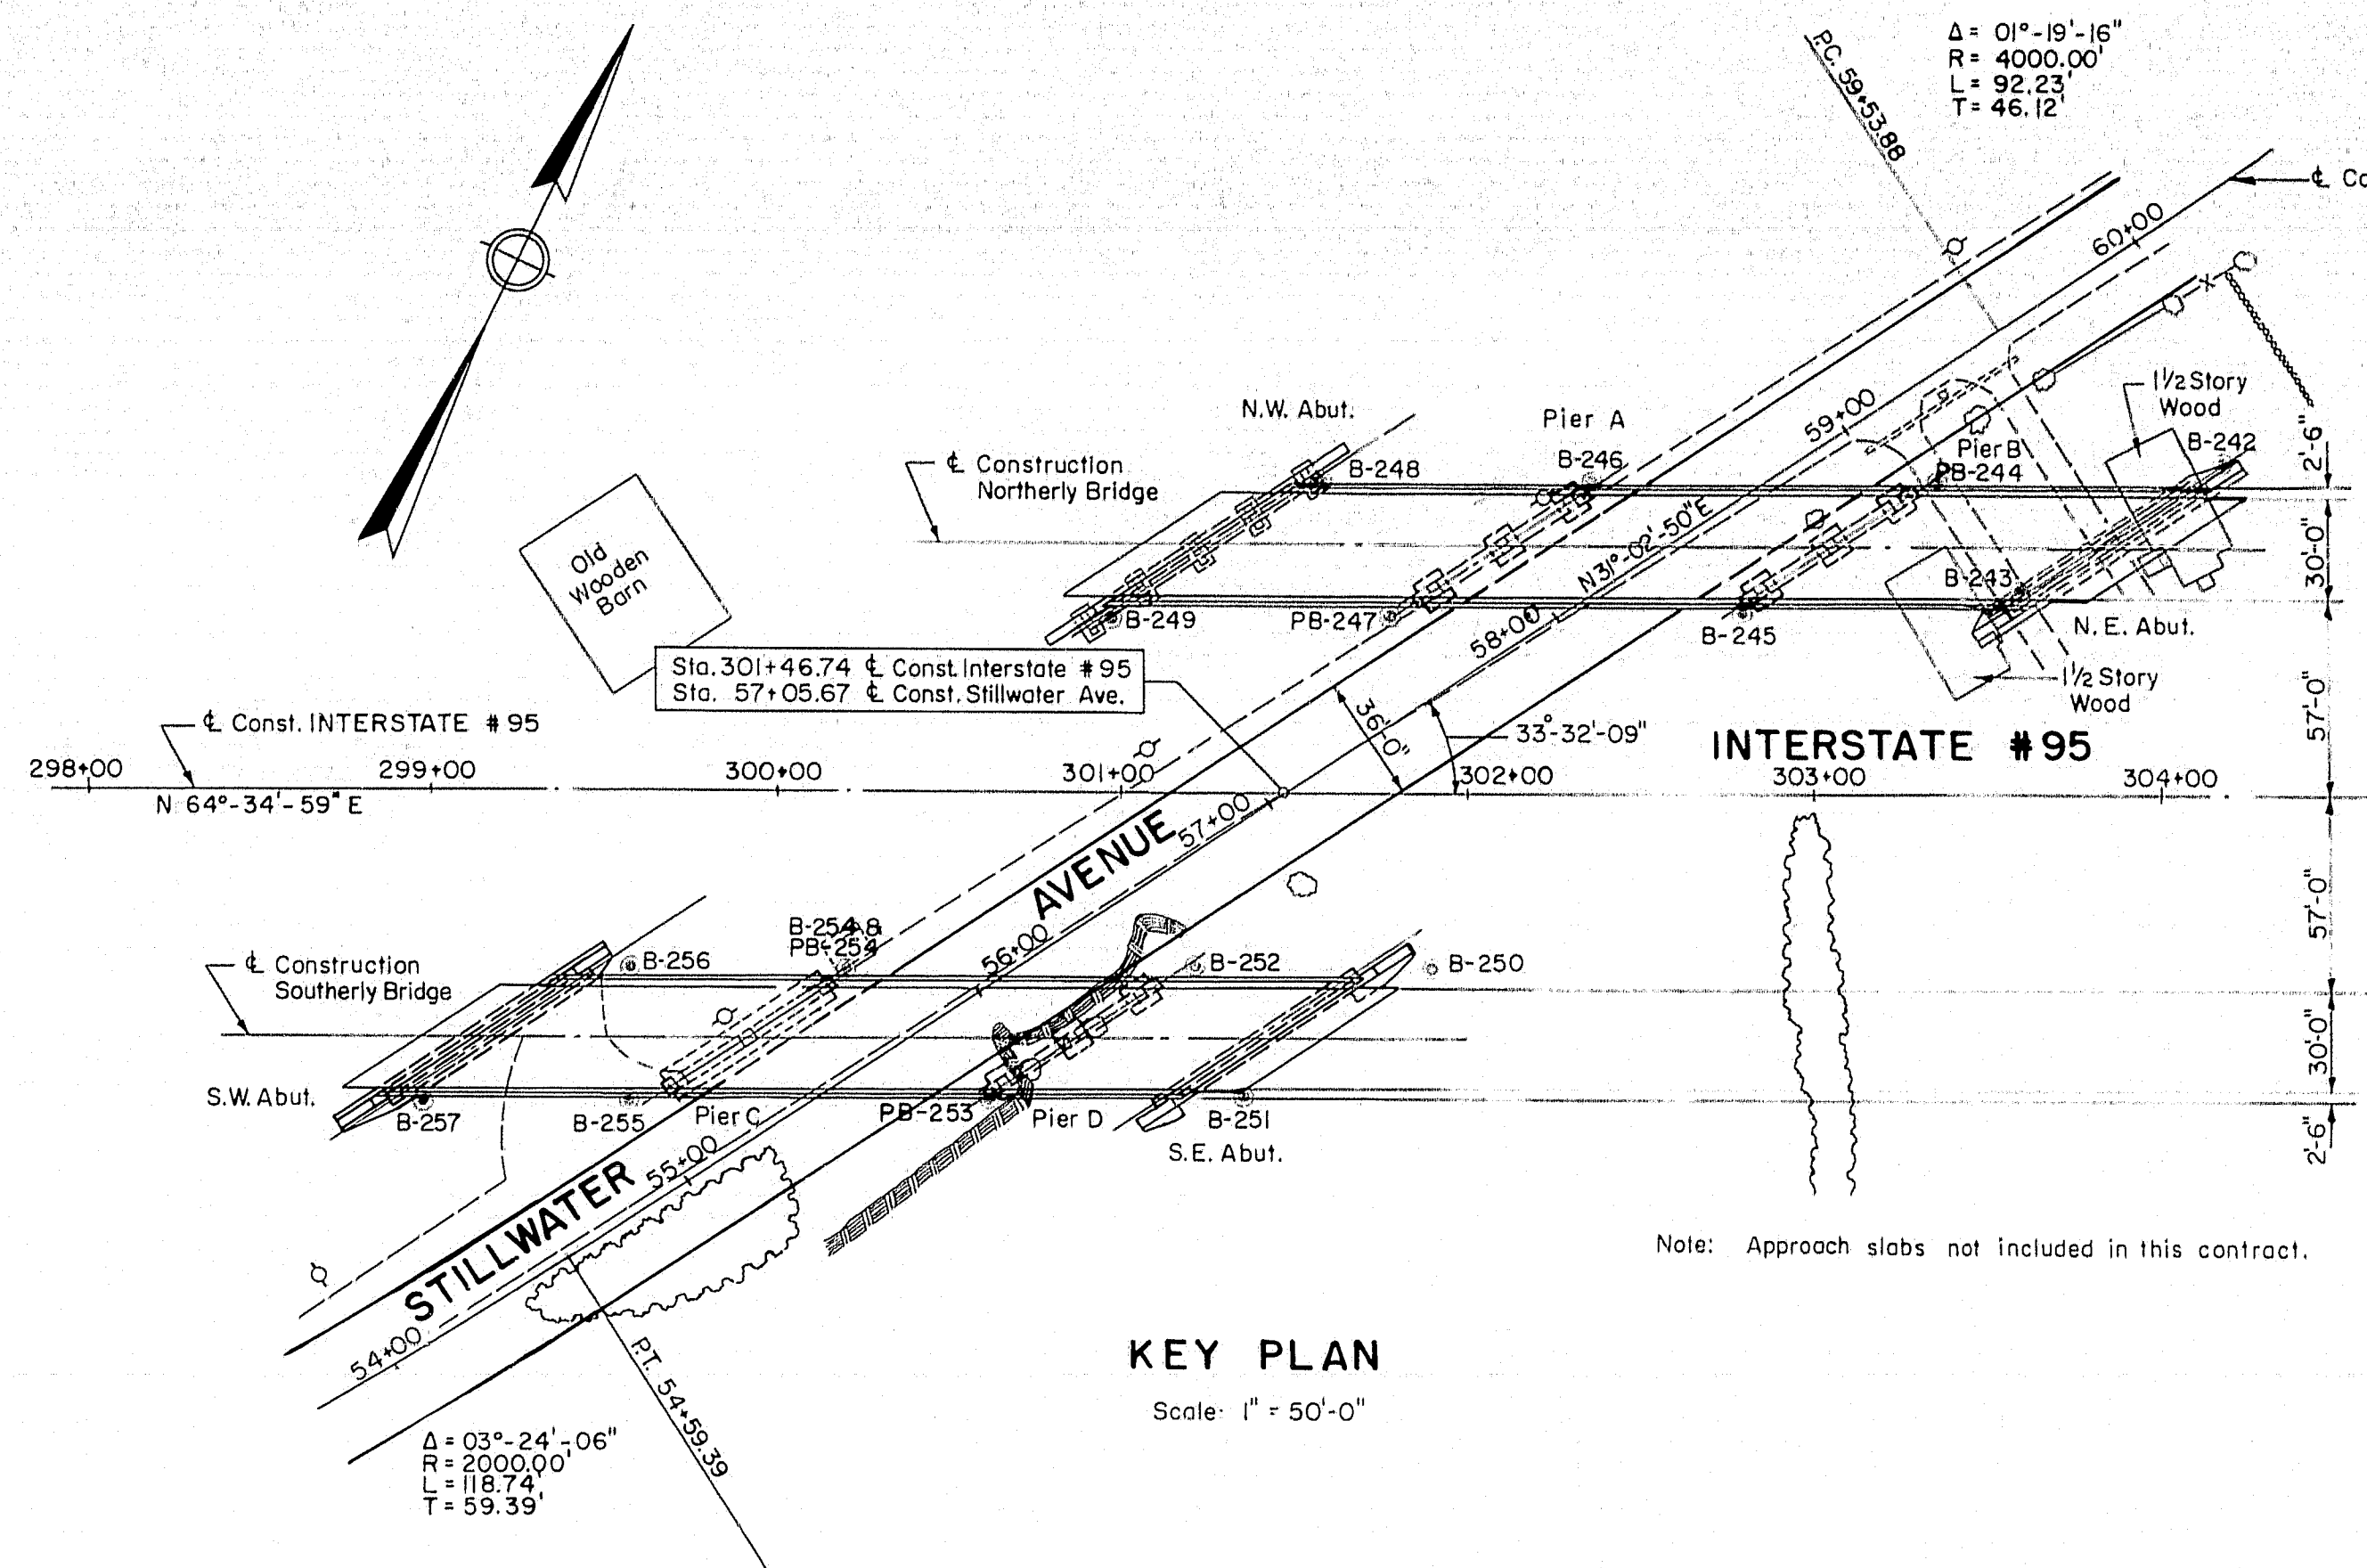 Δ = 01°-19'-16"
R = 4000.00'
L = 92.23'
T = 46.12'
P.C. 59+53.88
℄ Co
60+00
59+00
1½ Story
Wood
B-242
2'-6"
N.W. Abut.
Pier A
B-246
Pier B
PB-244
B-248
℄ Construction
Northerly Bridge
N31°-02'-50"E
30'-0"
Old
Wooden
Barn
B-243
B-249
PB-247
58+00
B-245
N. E. Abut.
Sta. 301+46.74 ℄ Const. Interstate #95
Sta. 57+05.67 ℄ Const. Stillwater Ave.
1½ Story
Wood
57'-0"
℄ Const. INTERSTATE #95
36'-0"
33°-32'-09"
INTERSTATE #95
298+00
299+00
300+00
301+00
302+00
303+00
304+00
N 64°-34'-59" E
57+00
AVENUE
57'-0"
B-254 &
PB-254
56+00
B-256
B-252
B-250
℄ Construction
Southerly Bridge
30'-0"
S.W. Abut.
B-257
B-255
Pier C
PB-253
Pier D
B-251
S.E. Abut.
2'-6"
55+00
STILLWATER
54+00
Note: Approach slabs not included in this contract.
P.T. 54+59.39
KEY PLAN
Scale: 1" = 50'-0"
Δ = 03°-24'-06"
R = 2000.00'
L = 118.74'
T = 59.39'